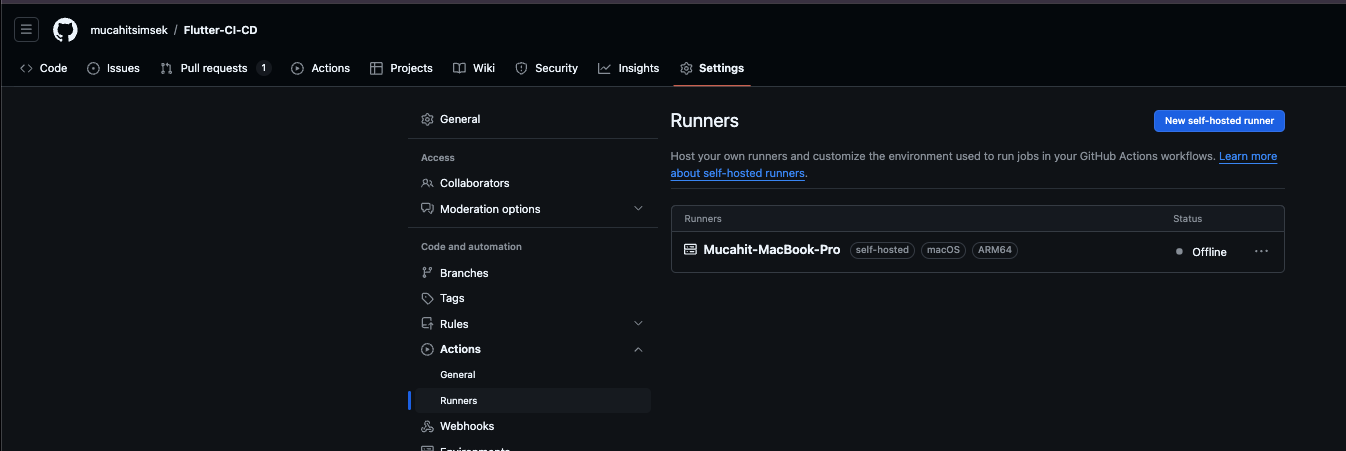 mucahitsimsek / Flutter-CI-CD
Code Issues Pull requests 1 Actions Projects Wiki Security Insights Settings
General
Access
Collaborators
Moderation options
Code and automation
Branches
Tags
Rules
Actions
General
Runners
Webhooks
Environments
Runners
New self-hosted runner
Host your own runners and customize the environment used to run jobs in your GitHub Actions workflows. Learn more
about self-hosted runners.
Runners Status
Mucahit-MacBook-Pro self-hosted macOS ARM64 Offline